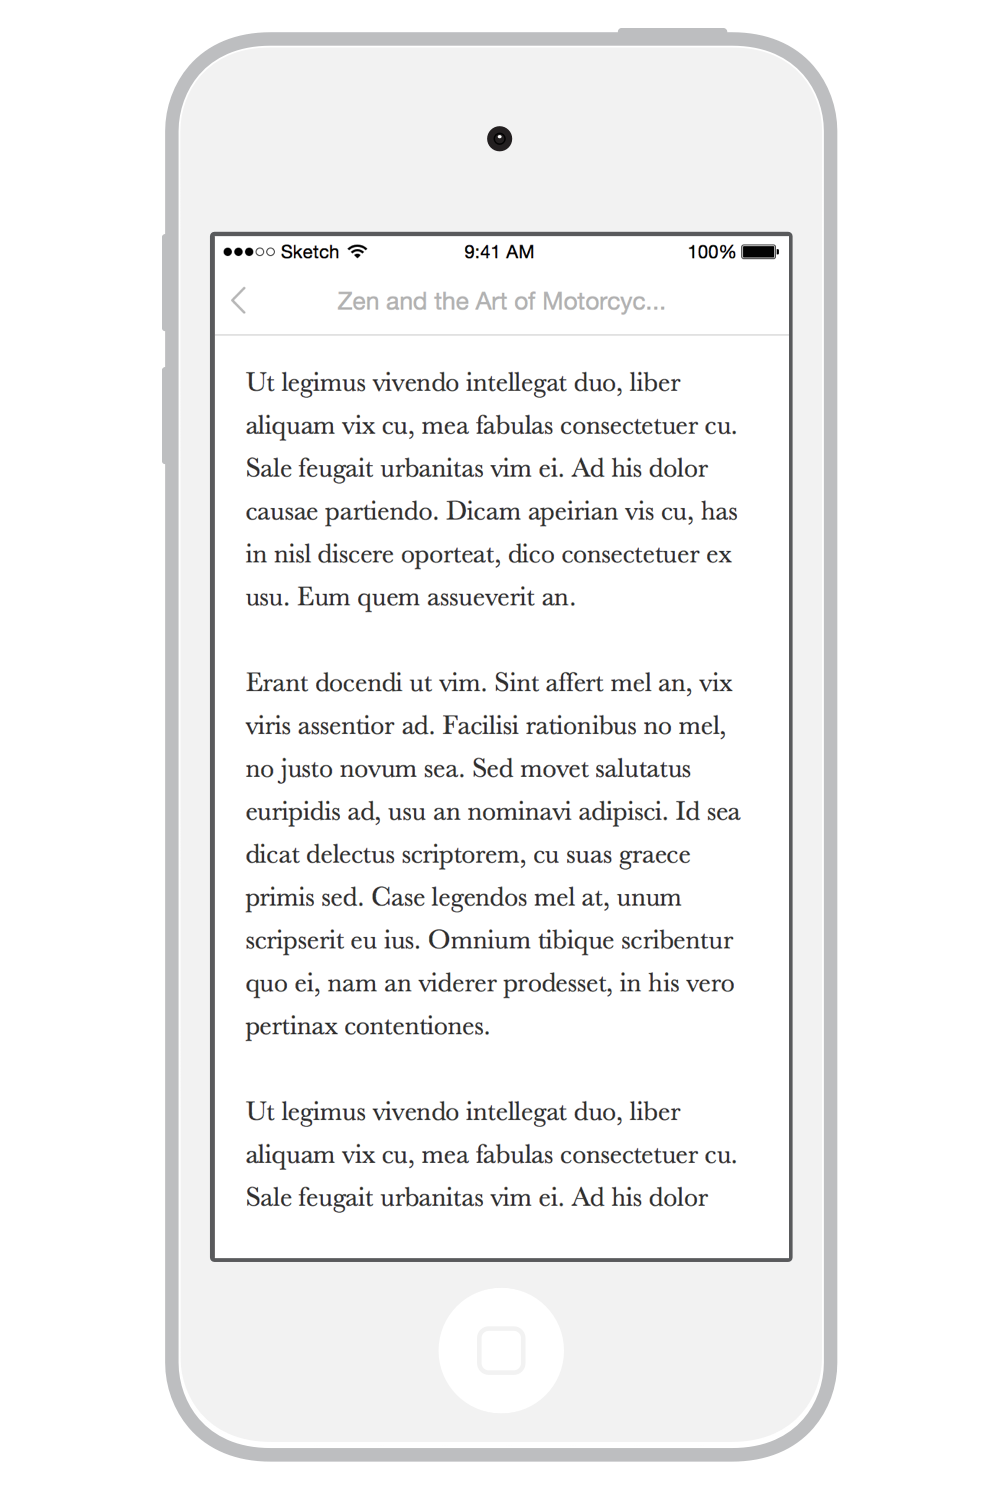 Sketch 9:41 AM 100%
Zen and the Art of Motorcyc...
Ut legimus vivendo intellegat duo, liber
aliquam vix cu, mea fabulas consectetuer cu.
Sale feugait urbanitas vim ei. Ad his dolor
causae partiendo. Dicam apeirian vis cu, has
in nisl discere oporteat, dico consectetuer ex
usu. Eum quem assueverit an.
Erant docendi ut vim. Sint affert mel an, vix
viris assentior ad. Facilisi rationibus no mel,
no justo novum sea. Sed movet salutatus
euripidis ad, usu an nominavi adipisci. Id sea
dicat delectus scriptorem, cu suas graece
primis sed. Case legendos mel at, unum
scripserit eu ius. Omnium tibique scribentur
quo ei, nam an viderer prodesset, in his vero
pertinax contentiones.
Ut legimus vivendo intellegat duo, liber
aliquam vix cu, mea fabulas consectetuer cu.
Sale feugait urbanitas vim ei. Ad his dolor